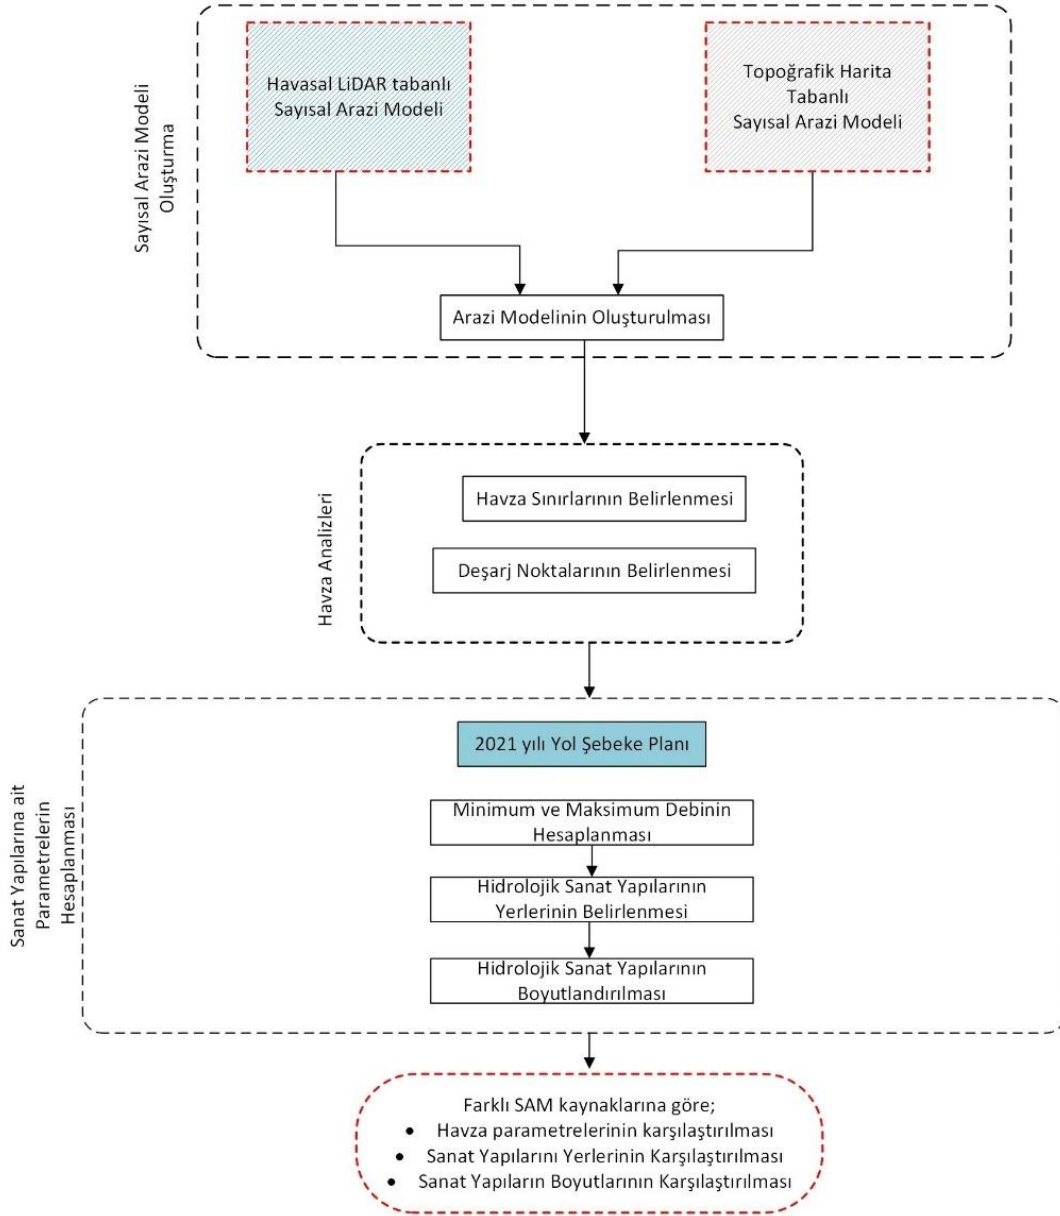 Sayısal Arazi Modeli
Oluşturma
Havasal LiDAR tabanlı
Sayısal Arazi Modeli
Topoğrafik Harita
Tabanlı
Sayısal Arazi Modeli
Arazi Modelinin Oluşturulması
Havza Analizleri
Havza Sınırlarının Belirlenmesi
Deşarj Noktalarının Belirlenmesi
Sanat Yapılarına ait
Parametrelerin
Hesaplanması
2021 yılı Yol Şebeke Planı
Minimum ve Maksimum Debinin
Hesaplanması
Hidrolojik Sanat Yapılarının
Yerlerinin Belirlenmesi
Hidrolojik Sanat Yapılarının
Boyutlandırılması
Farklı SAM kaynaklarına göre;
• Havza parametrelerinin karşılaştırılması
• Sanat Yapılarını Yerlerinin Karşılaştırılması
• Sanat Yapıların Boyutlarının Karşılaştırılması